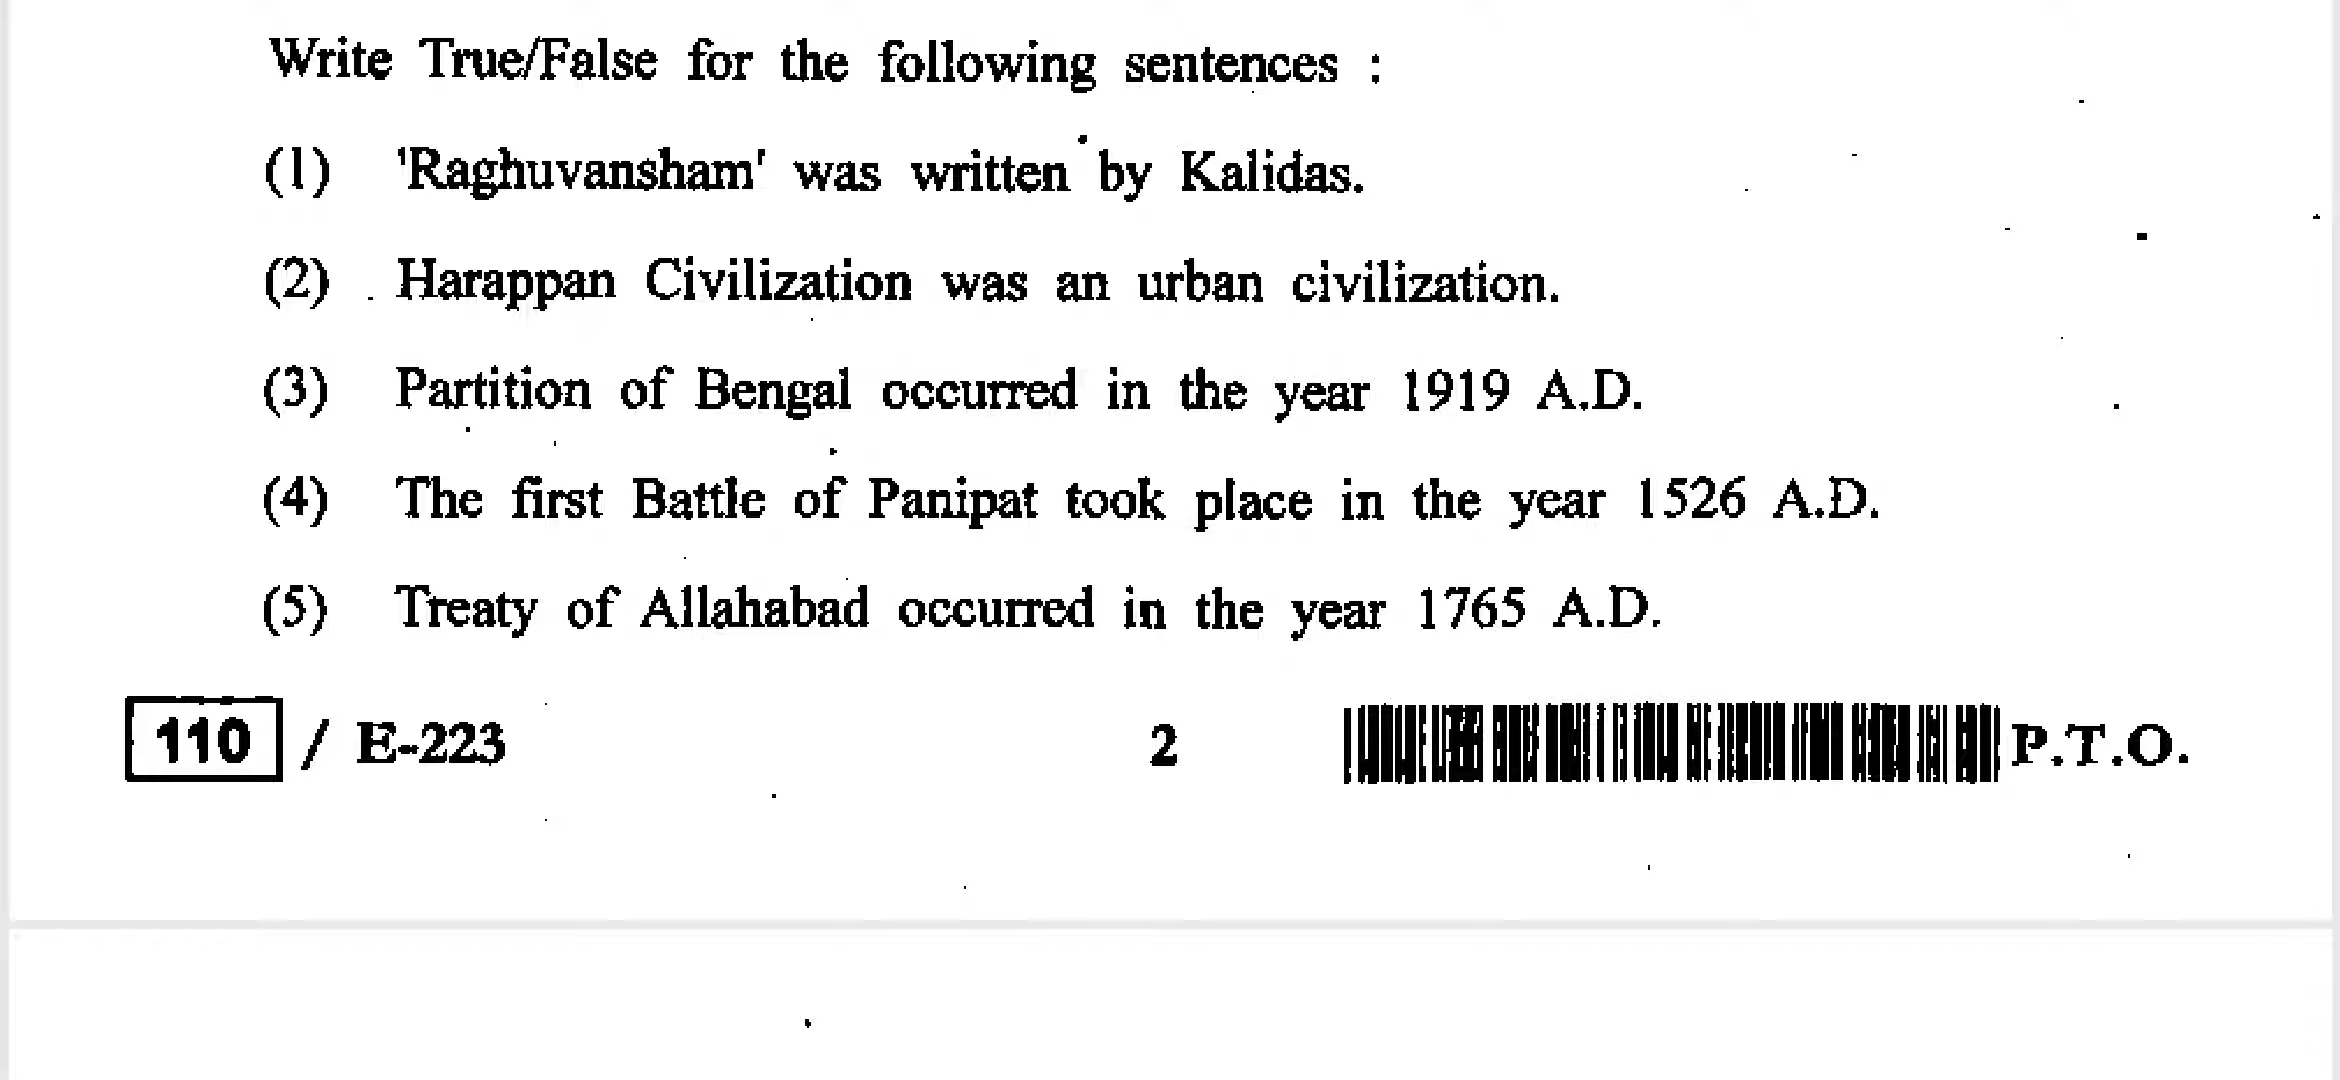 Write True/False for the following sentences :
(1) 'Raghuvansham' was written by Kalidas.
(2) Harappan Civilization was an urban civilization.
(3) Partition of Bengal occurred in the year 1919 A.D.
(4) The first Battle of Panipat took place in the year 1526 A.D.
(5) Treaty of Allahabad occurred in the year 1765 A.D.
110 / E-223 2 P.T.O.